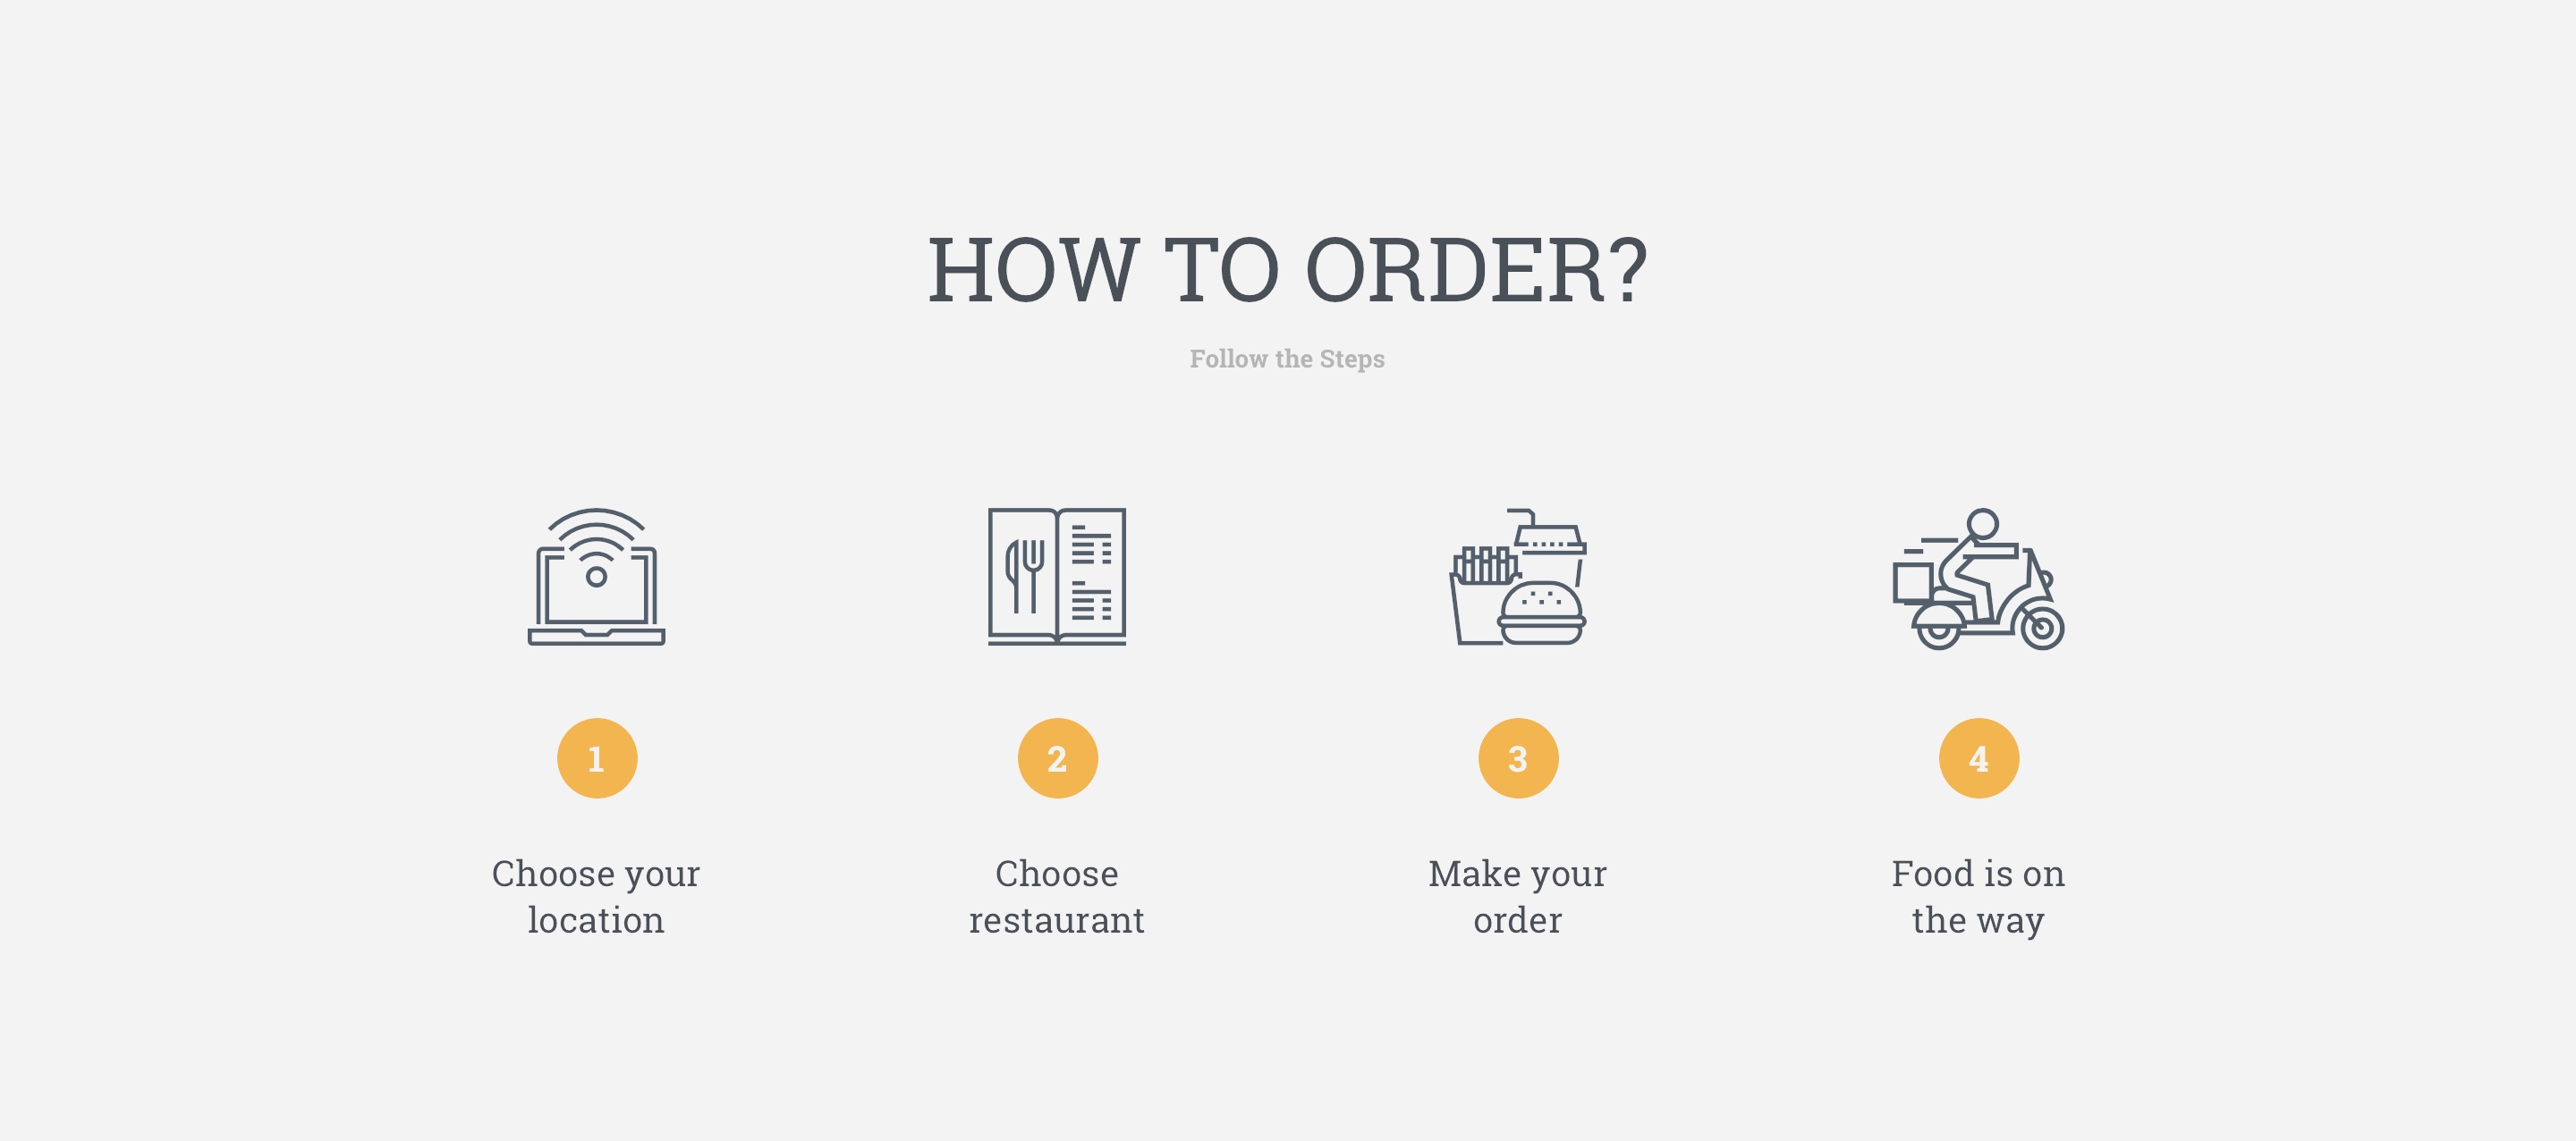 HOW TO ORDER?
Follow the Steps
1
Choose your
location
2
Choose
restaurant
3
Make your
order
4
Food is on
the way